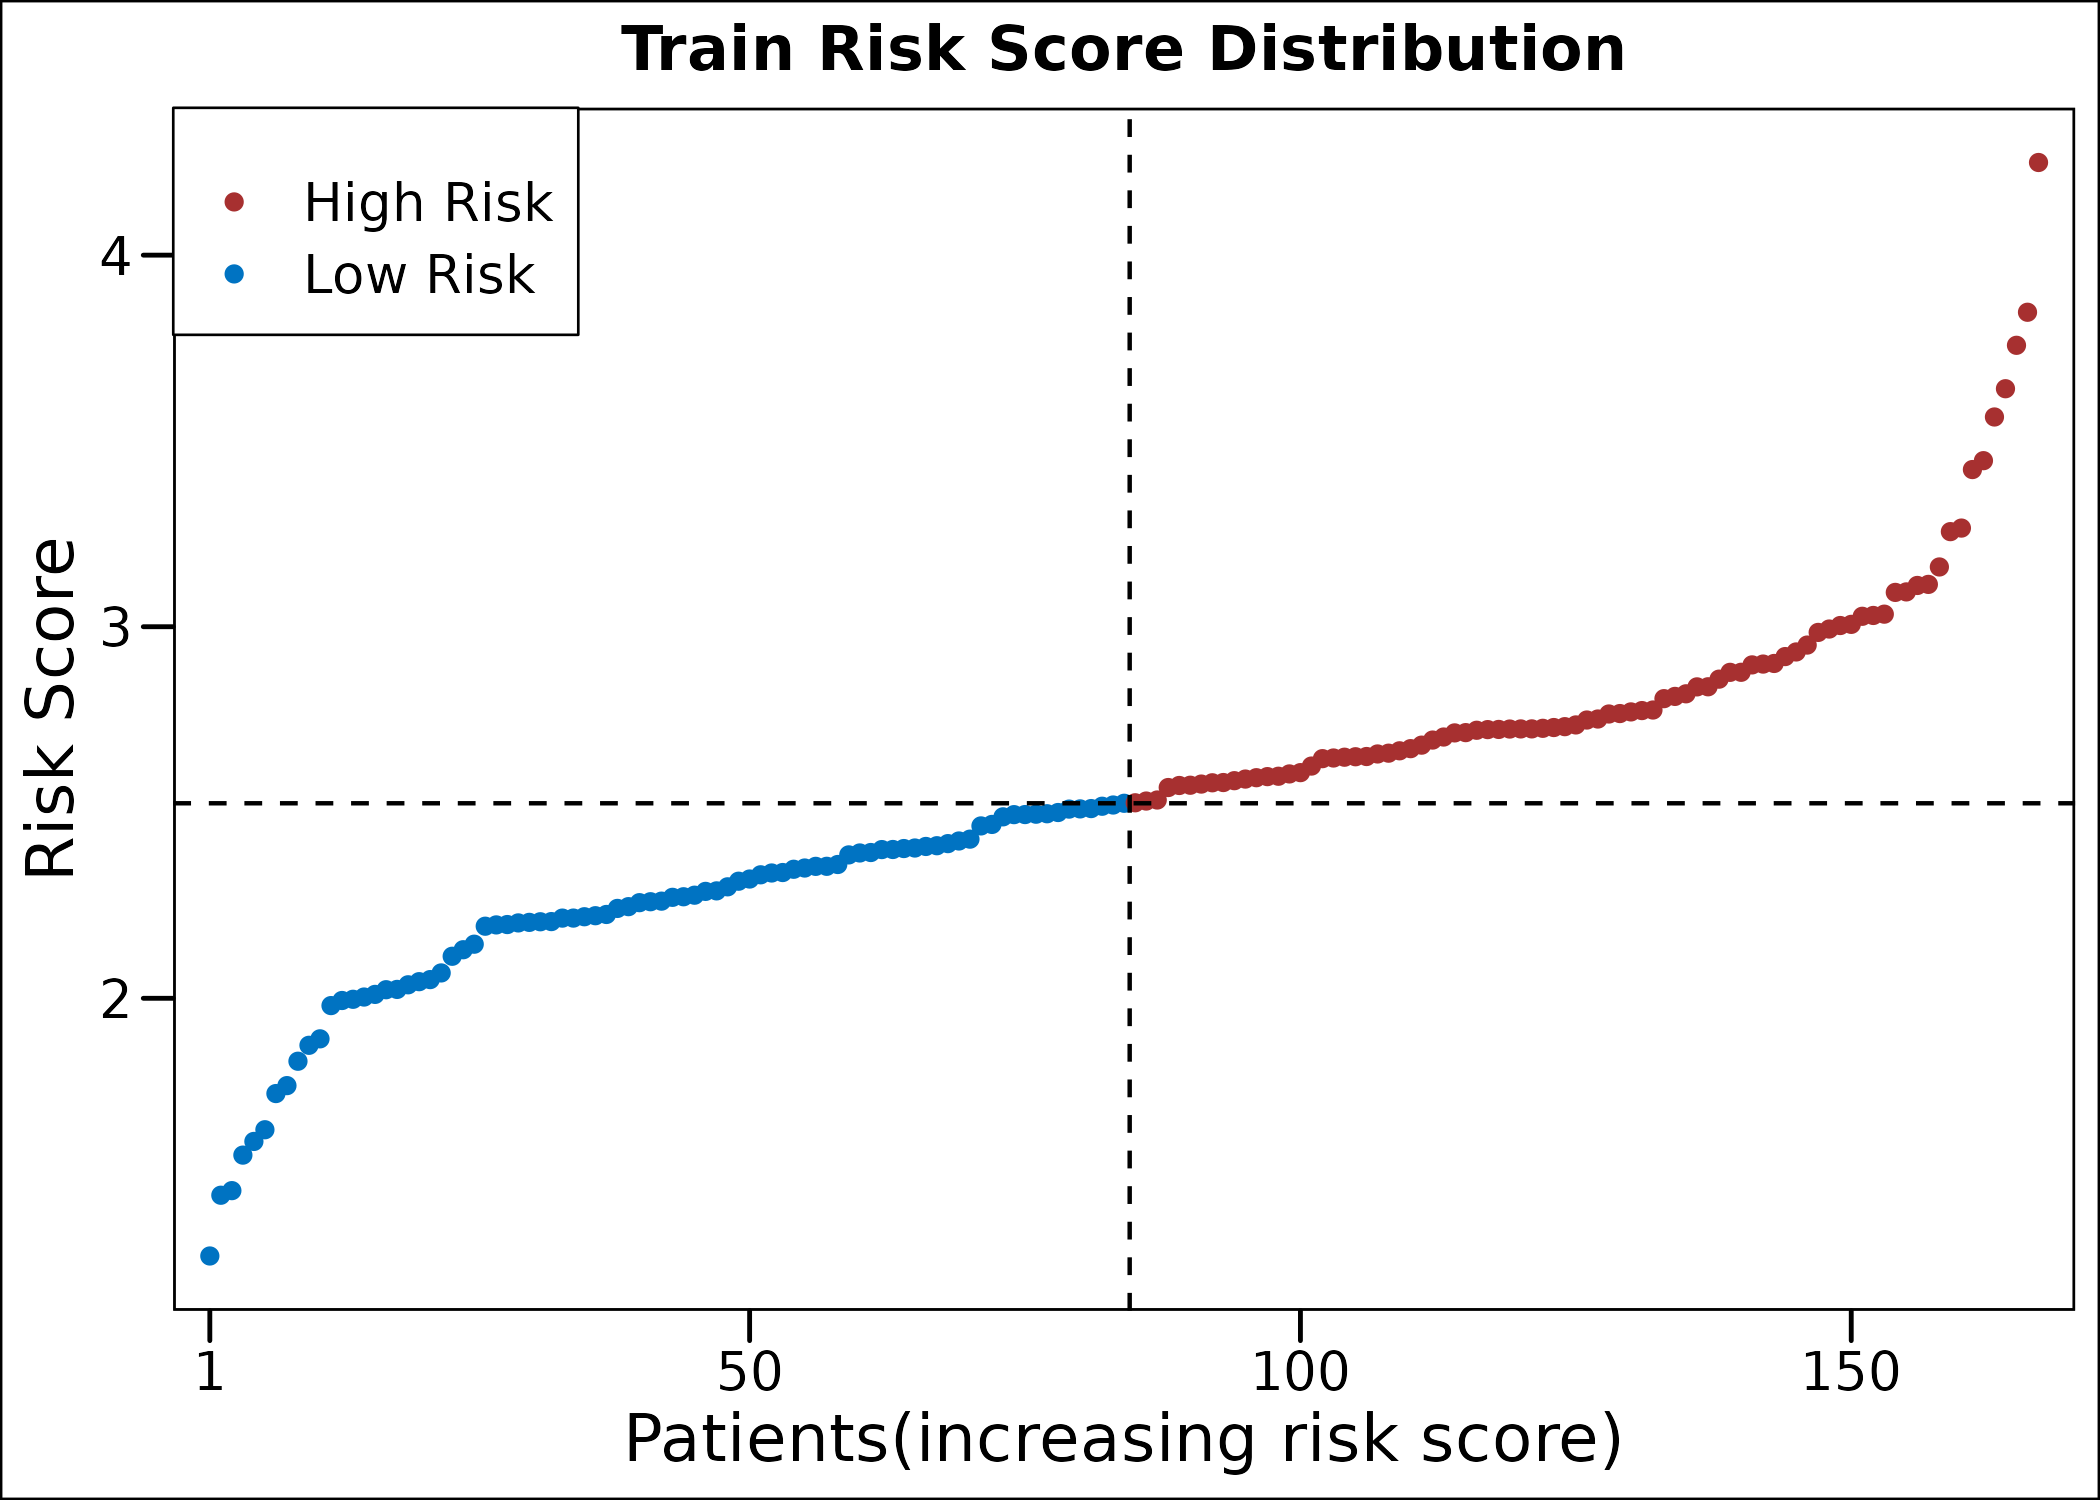 Train Risk Score Distribution
High Risk
Low Risk
4
3
2
Risk Score
1 50 100 150
Patients(increasing risk score)